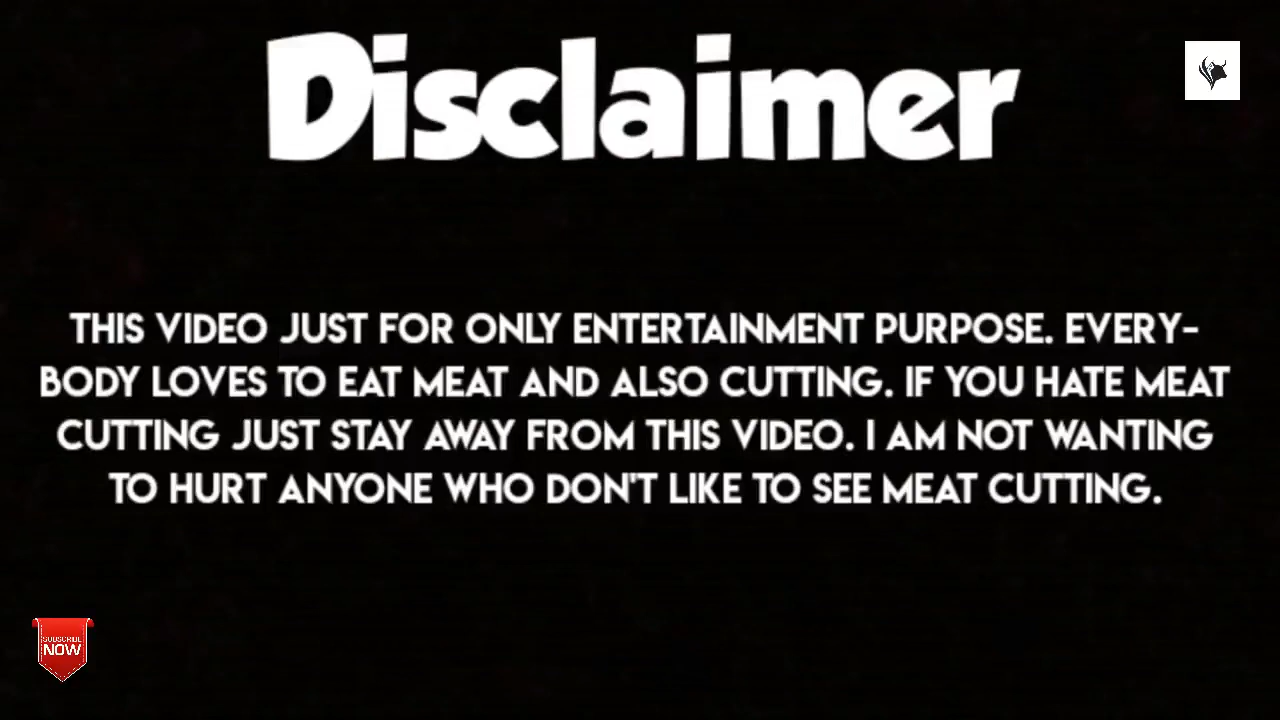 Disclaimer
THIS VIDEO JUST FOR ONLY ENTERTAINMENT PURPOSE. EVERY-
BODY LOVES TO EAT MEAT AND ALSO CUTTING. IF YOU HATE MEAT
CUTTING JUST STAY AWAY FROM THIS VIDEO. I AM NOT WANTING
TO HURT ANYONE WHO DON'T LIKE TO SEE MEAT CUTTING.
SUBSCRIBE
NOW